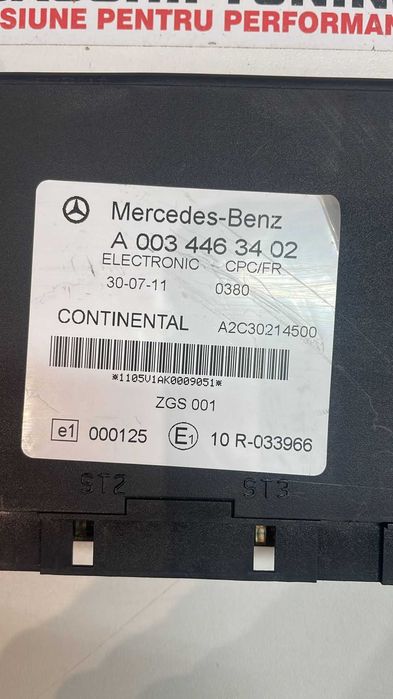 SIUNE PENTRU PERFORMAN
Mercedes-Benz
A 003 446 34 02
ELECTRONIC - CPC/FR
30-07-11 0380
CONTINENTAL A2C30214500
*1105V1AK0009051*
ZGS 001
e1 000125 E1 10 R-033966
ST2 ST3